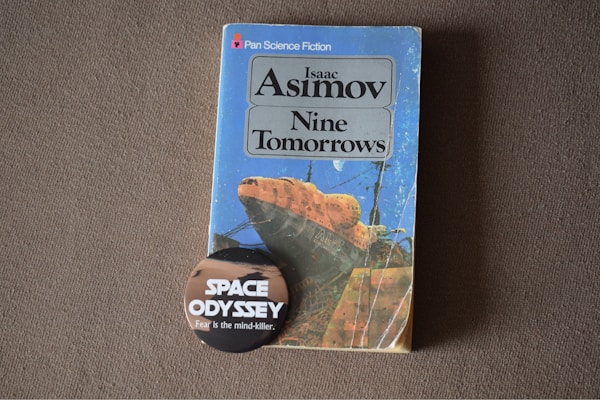 Pan Science Fiction
Isaac
Asimov
Nine
Tomorrows
SPACE
ODYSSEY
Fear is the mind-killer.